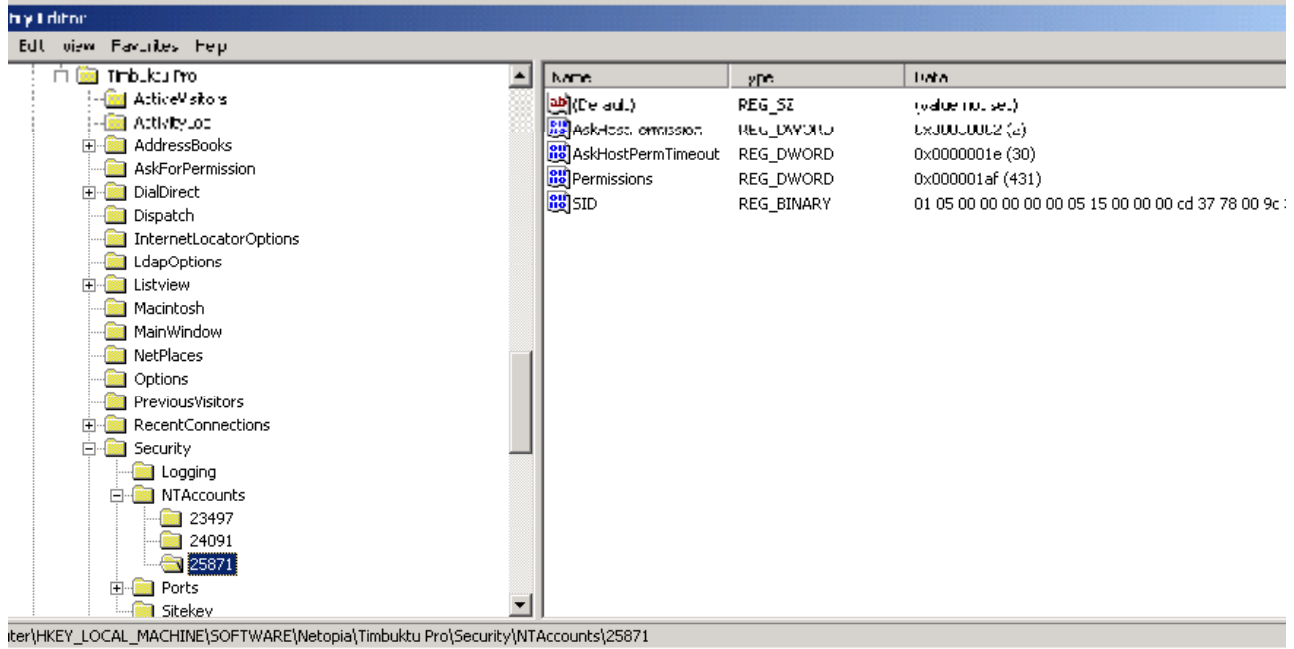 Edit View Favorites Help
Timbuktu Pro
ActiveVisitors
ActivityLog
AddressBooks
AskForPermission
DialDirect
Dispatch
InternetLocatorOptions
LdapOptions
Listview
Macintosh
MainWindow
NetPlaces
Options
PreviousVisitors
RecentConnections
Security
Logging
NTAccounts
23497
24091
25871
Ports
Sitekey
Name Type Data
(Default) REG_SZ (value not set)
AskHostPermission REG_DWORD 0x00000002 (2)
AskHostPermTimeout REG_DWORD 0x0000001e (30)
Permissions REG_DWORD 0x000001af (431)
SID REG_BINARY 01 05 00 00 00 00 00 05 15 00 00 00 cd 37 78 00 9c
uter\HKEY_LOCAL_MACHINE\SOFTWARE\Netopia\Timbuktu Pro\Security\NTAccounts\25871